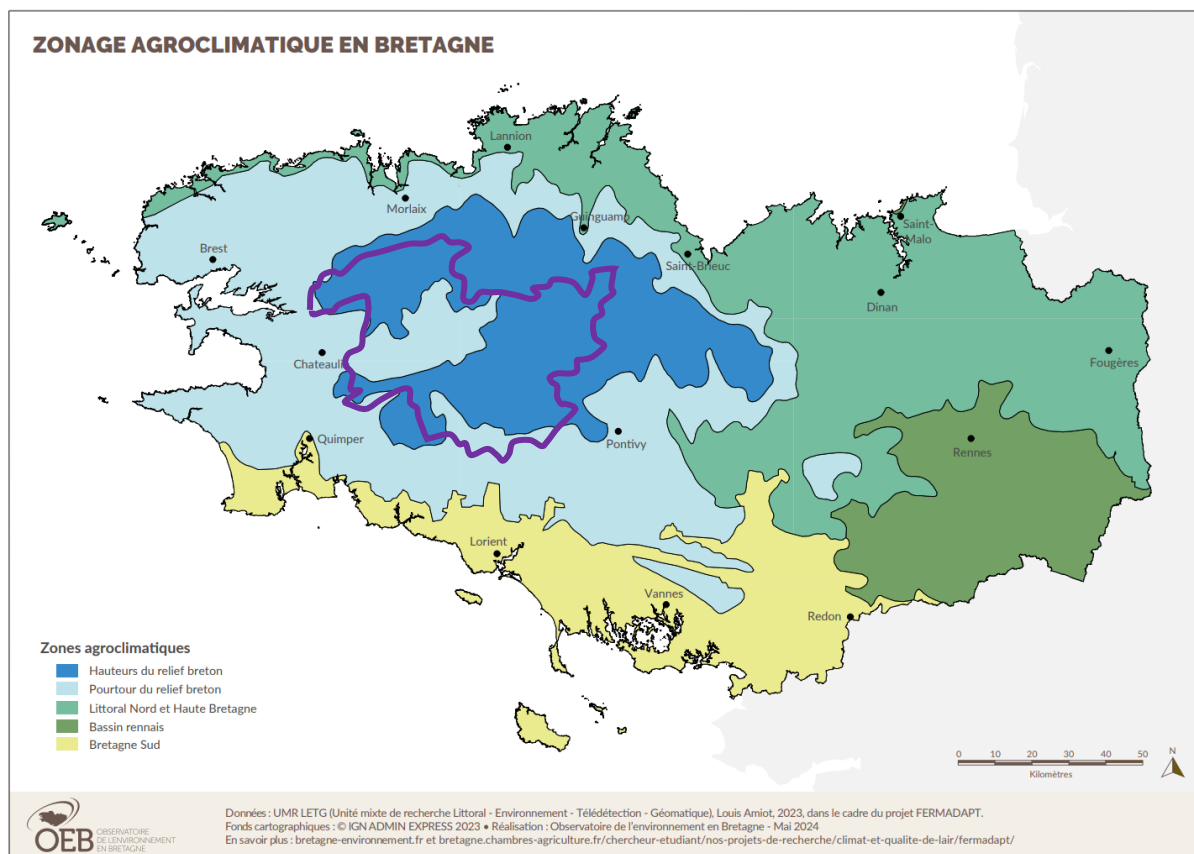 ZONAGE AGROCLIMATIQUE EN BRETAGNE
Lannion
Morlaix
Guinguamp
Saint-
Malo
Brest
Saint-Brieuc
Dinan
Chateauli
Fougères
Quimper
Pontivy
Rennes
Lorient
Vannes
Redon
Zones agroclimatiques
Hauteurs du relief breton
Pourtour du relief breton
Littoral Nord et Haute Bretagne
Bassin rennais
Bretagne Sud
0 10 20 30 40 50
Kilomètres
N
OEB
OBSERVATOIRE
DE L'ENVIRONNEMENT
EN BRETAGNE
Données : UMR LETG (Unité mixte de recherche Littoral - Environnement - Télédétection - Géomatique), Louis Amiot, 2023, dans le cadre du projet FERMADAPT.
Fonds cartographiques : © IGN ADMIN EXPRESS 2023 • Réalisation : Observatoire de l'environnement en Bretagne - Mai 2024
En savoir plus : bretagne-environnement.fr et bretagne.chambres-agriculture.fr/chercheur-etudiant/nos-projets-de-recherche/climat-et-qualite-de-lair/fermadapt/